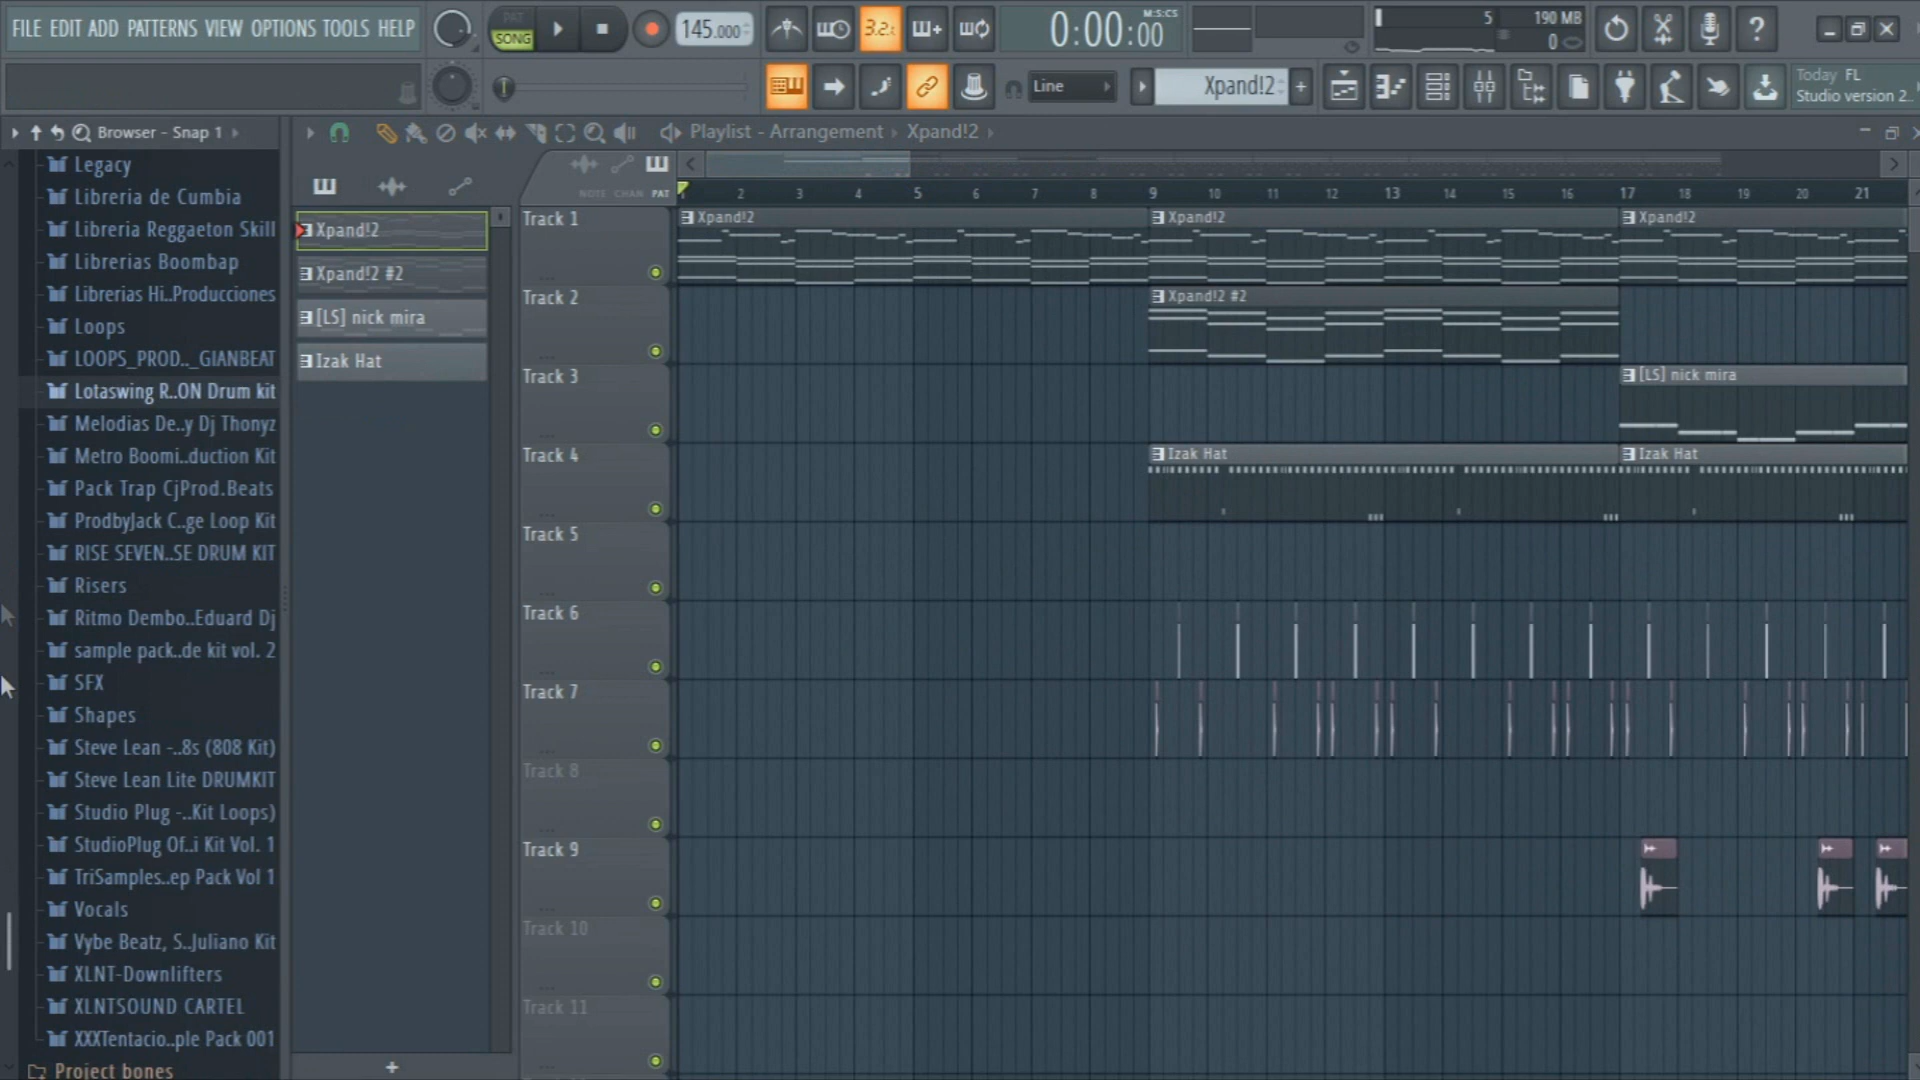 FILE EDIT ADD PATTERNS VIEW OPTIONS TOOLS HELP
PAT
SONG
145.000
3.2.
0:00:00
M:S:CS
5
190 MB
0
Line
Xpand!2
Today FL
Studio version 2..
Browser - Snap 1
Playlist - Arrangement › Xpand!2 ›
NOTE CHAN PAT
2 3 4 5 6 7 8 9 10 11 12 13 14 15 16 17 18 19 20 21
Legacy
Libreria de Cumbia
Libreria Reggaeton Skill
Librerias Boombap
Librerias Hi..Producciones
Loops
LOOPS_PROD.._GIANBEAT
Lotaswing R..ON Drum kit
Melodias De..y Dj Thonyz
Metro Boomi..duction Kit
Pack Trap CjProd.Beats
ProdbyJack C..ge Loop Kit
RISE SEVEN..SE DRUM KIT
Risers
Ritmo Dembo..Eduard Dj
sample pack..de kit vol. 2
SFX
Shapes
Steve Lean -..8s (808 Kit)
Steve Lean Lite DRUMKIT
Studio Plug -..Kit Loops)
StudioPlug Of..i Kit Vol. 1
TriSamples..ep Pack Vol 1
Vocals
Vybe Beatz, S..Juliano Kit
XLNT-Downlifters
XLNTSOUND CARTEL
XXXTentacio..ple Pack 001
Project bones
Xpand!2
Xpand!2 #2
[LS] nick mira
Izak Hat
+
Track 1
Xpand!2
Xpand!2
Xpand!2
Track 2
Xpand!2 #2
Track 3
[LS] nick mira
Track 4
Izak Hat
Izak Hat
Track 5
Track 6
Track 7
Track 8
Track 9
Track 10
Track 11